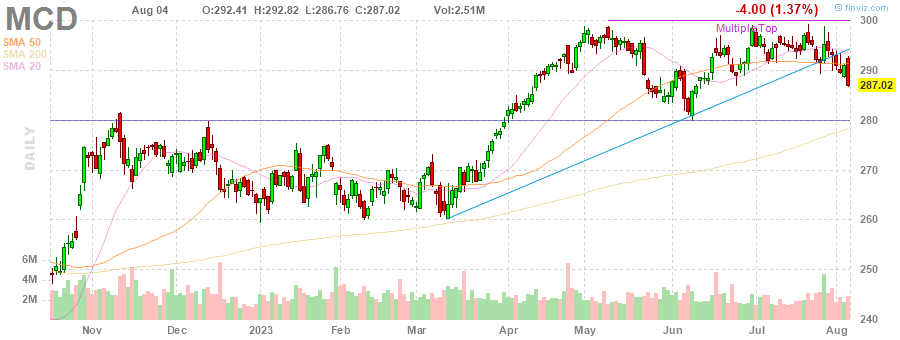 MCD Aug 04 O:292.41 H:292.82 L:286.76 C:287.02 Vol:2.51M -4.00 (1.37%) @ finviz.com
SMA 50
SMA 200
SMA 20
Multiple Top
DAILY
300
290
287.02
280
270
260
250
240
6M
4M
2M
Nov Dec 2023 Feb Mar Apr May Jun Jul Aug